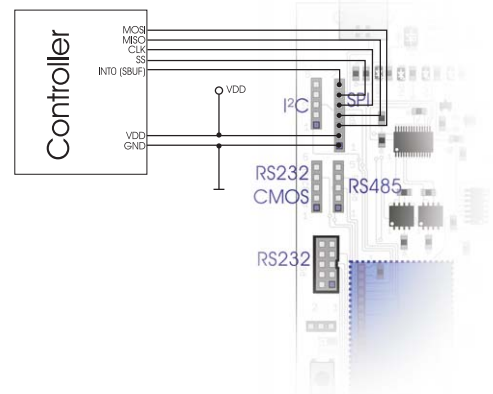 Controller
MOSI
MISO
CLK
SS
INT0 (SBUF)
VDD
GND
VDD
I²C
SPI
RS232
CMOS
RS485
RS232